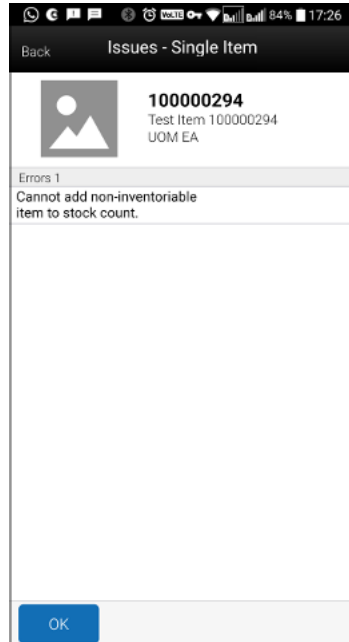 VoLTE 84% 17:26
Back Issues - Single Item
100000294
Test Item 100000294
UOM EA
Errors 1
Cannot add non-inventoriable
item to stock count.
OK